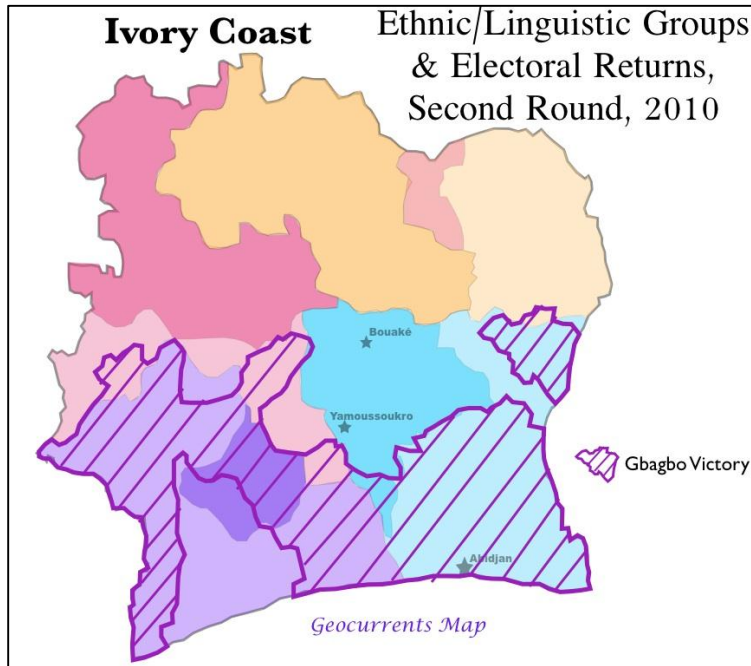 Ivory Coast
Ethnic/Linguistic Groups
& Electoral Returns,
Second Round, 2010
Bouaké
Yamoussoukro
Gbagbo Victory
Abidjan
Geocurrents Map